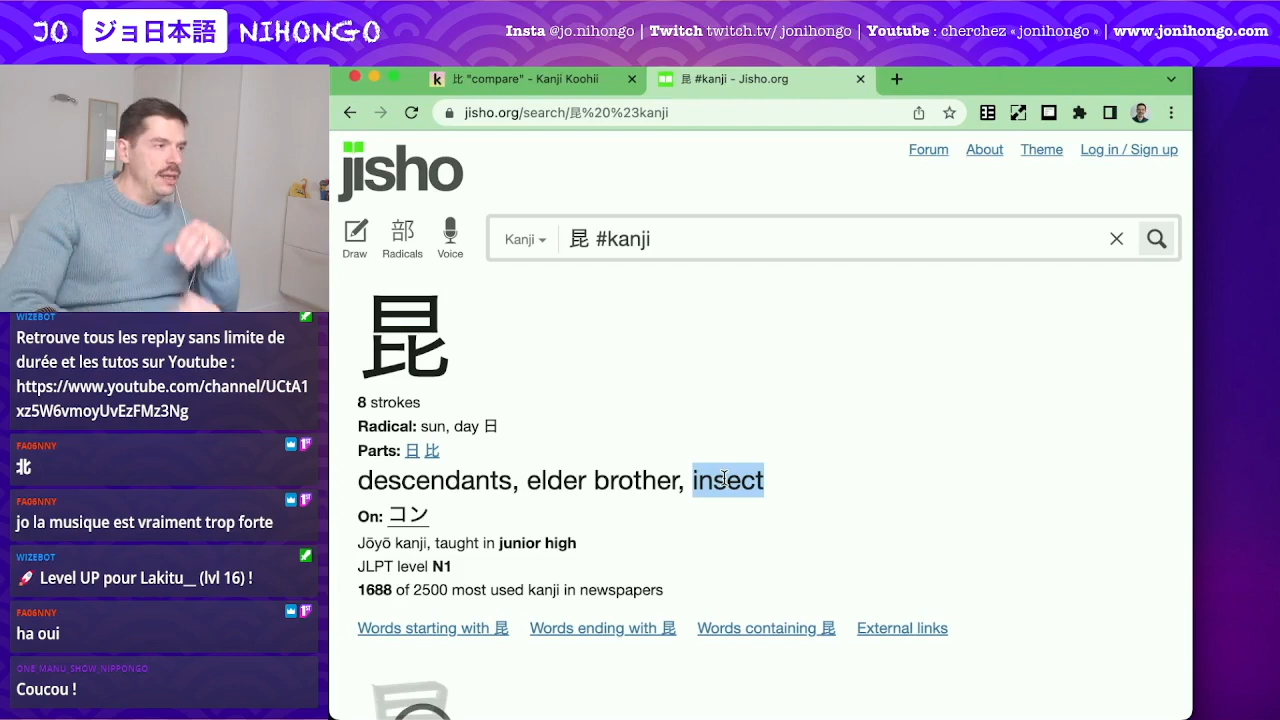 JO ジョ日本語 NIHONGO
Insta @jo.nihongo | Twitch twitch.tv/ jonihongo | Youtube : cherchez « jonihongo » | www.jonihongo.com
k 比 "compare" - Kanji Koohii
昆 #kanji - Jisho.org
jisho.org/search/昆%20%23kanji
jisho
Forum About Theme Log in / Sign up
Draw
部 Radicals
Voice
Kanji 昆 #kanji
昆
8 strokes
Radical: sun, day 日
Parts: 日 比
descendants, elder brother, insect
On: コン
Jōyō kanji, taught in junior high
JLPT level N1
1688 of 2500 most used kanji in newspapers
Words starting with 昆 Words ending with 昆 Words containing 昆 External links
WIZEBOT
Retrouve tous les replay sans limite de
durée et les tutos sur Youtube :
https://www.youtube.com/channel/UCtA1
xz5W6vmoyUvEzFMz3Ng
FA06NNY
北
FA06NNY
jo la musique est vraiment trop forte
WIZEBOT
🚀 Level UP pour Lakitu__ (lvl 16) !
FA06NNY
ha oui
ONE_MANU_SHOW_NIPPONGO
Coucou !